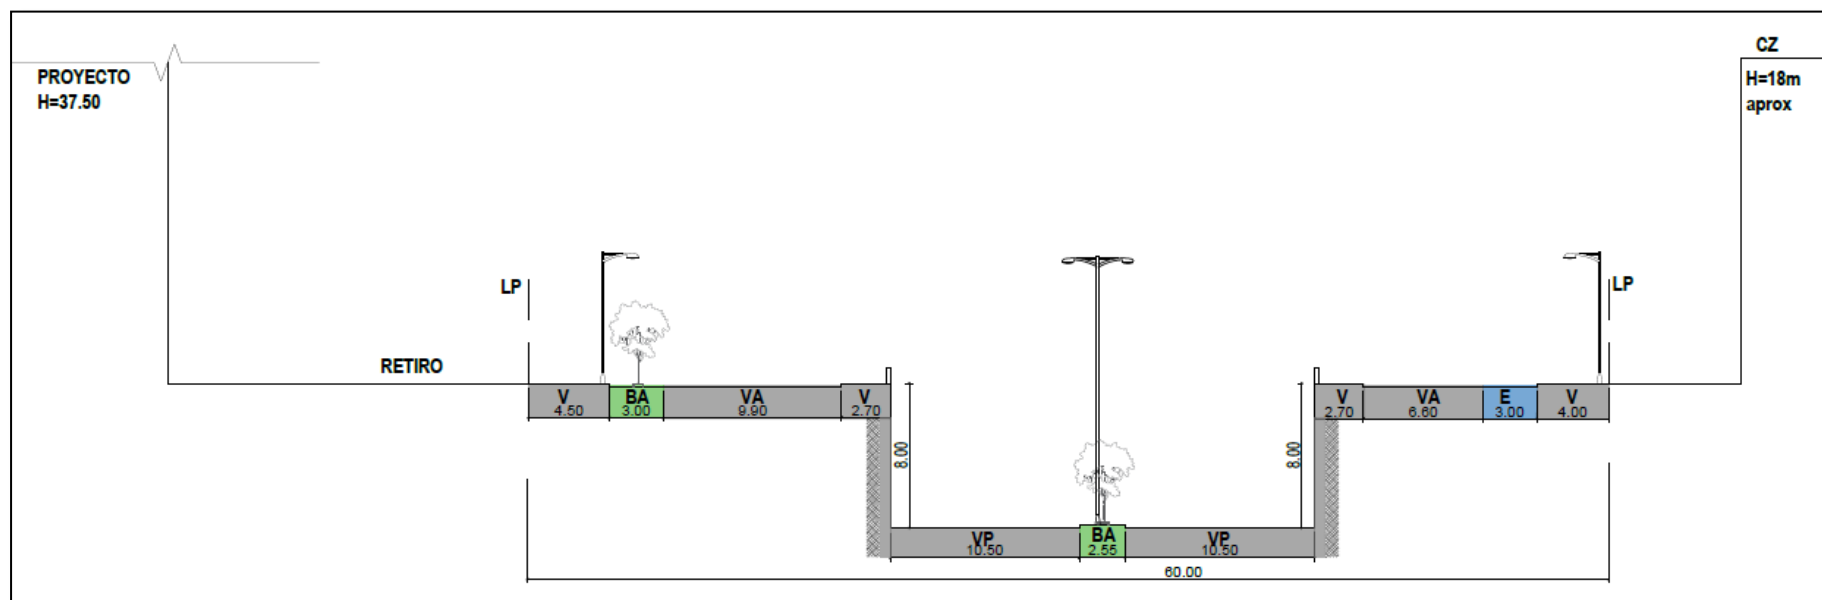 PROYECTO
H=37.50
CZ
H=18m
aprox
LP
LP
RETIRO
V
4.50
BA
3.00
VA
9.90
V
2.70
V
2.70
VA
6.60
E
3.00
V
4.00
8.00
8.00
VP
10.50
BA
2.55
VP
10.50
60.00